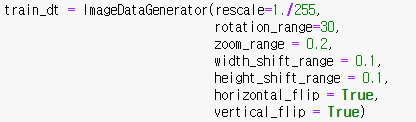 train_dt = ImageDataGenerator(rescale=1./255,
rotation_range=30,
zoom_range = 0.2,
width_shift_range = 0.1,
height_shift_range = 0.1,
horizontal_flip = True,
vertical_flip = True)